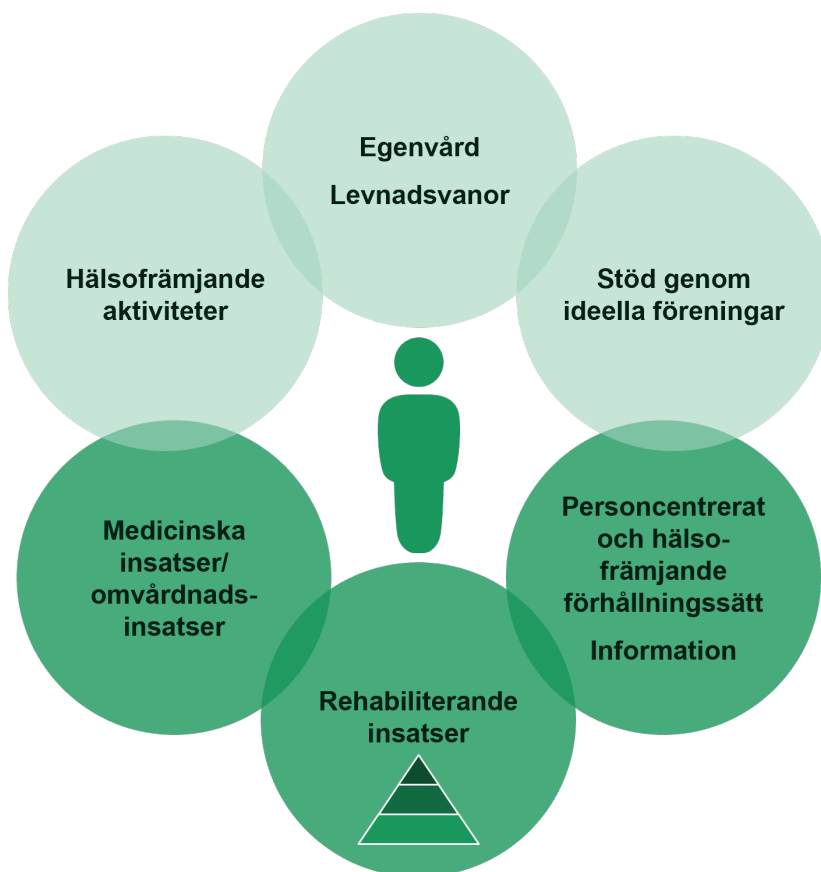 Egenvård
Levnadsvanor
Hälsofrämjande
aktiviteter
Stöd genom
ideella föreningar
Medicinska
insatser/
omvårdnads-
insatser
Personcentrerat
och hälso-
främjande
förhållningssätt
Information
Rehabiliterande
insatser